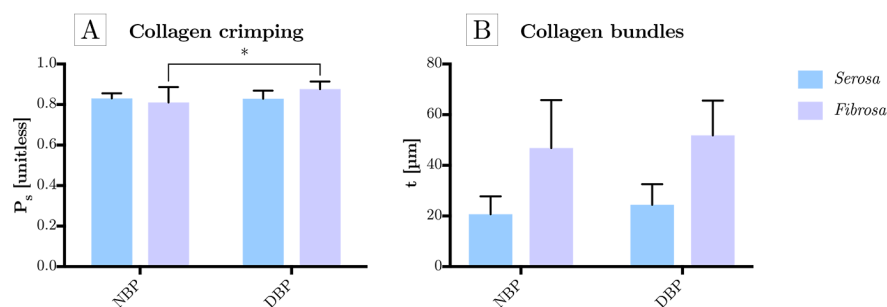 A Collagen crimping
*
1.0
0.8
0.6
0.4
0.2
0.0
P_s [unitless]
NBP
DBP
B Collagen bundles
80
60
40
20
0
t [µm]
NBP
DBP
Serosa
Fibrosa